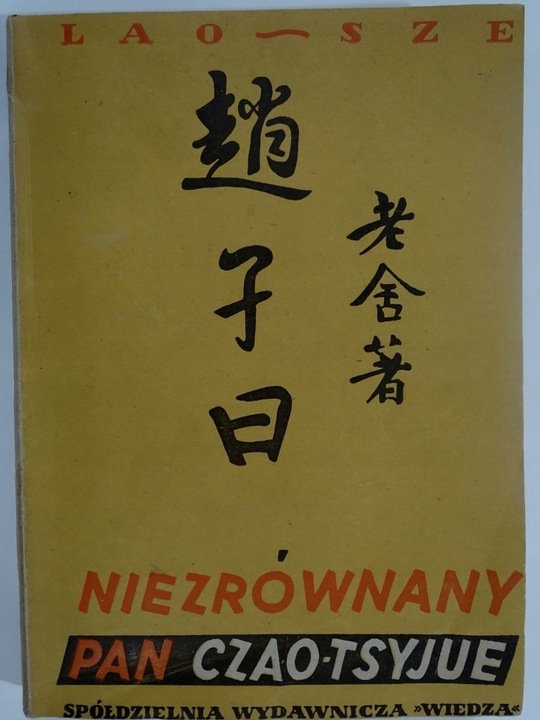 LAO-SZE
趙子曰
老舍著
NIEZRÓWNANY
PAN CZAO-TSYJUE
SPÓŁDZIELNIA WYDAWNICZA »WIEDZA«